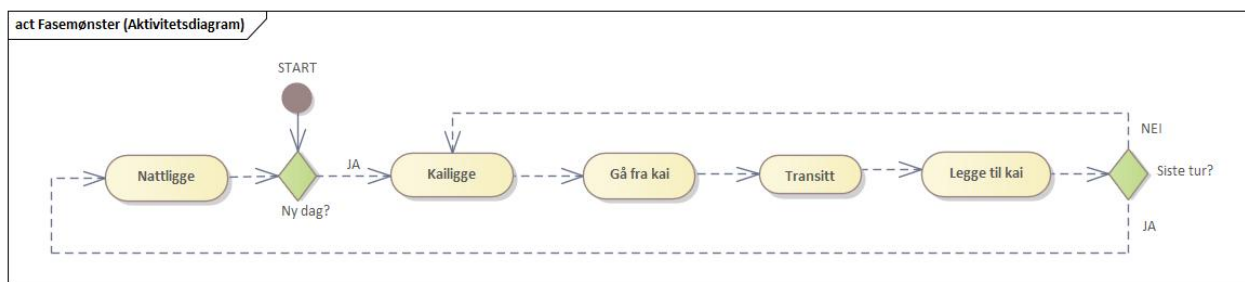 act Fasemønster (Aktivitetsdiagram)
START
NEI
JA
Nattligge
Kailigge
Gå fra kai
Transitt
Legge til kai
Siste tur?
Ny dag?
JA